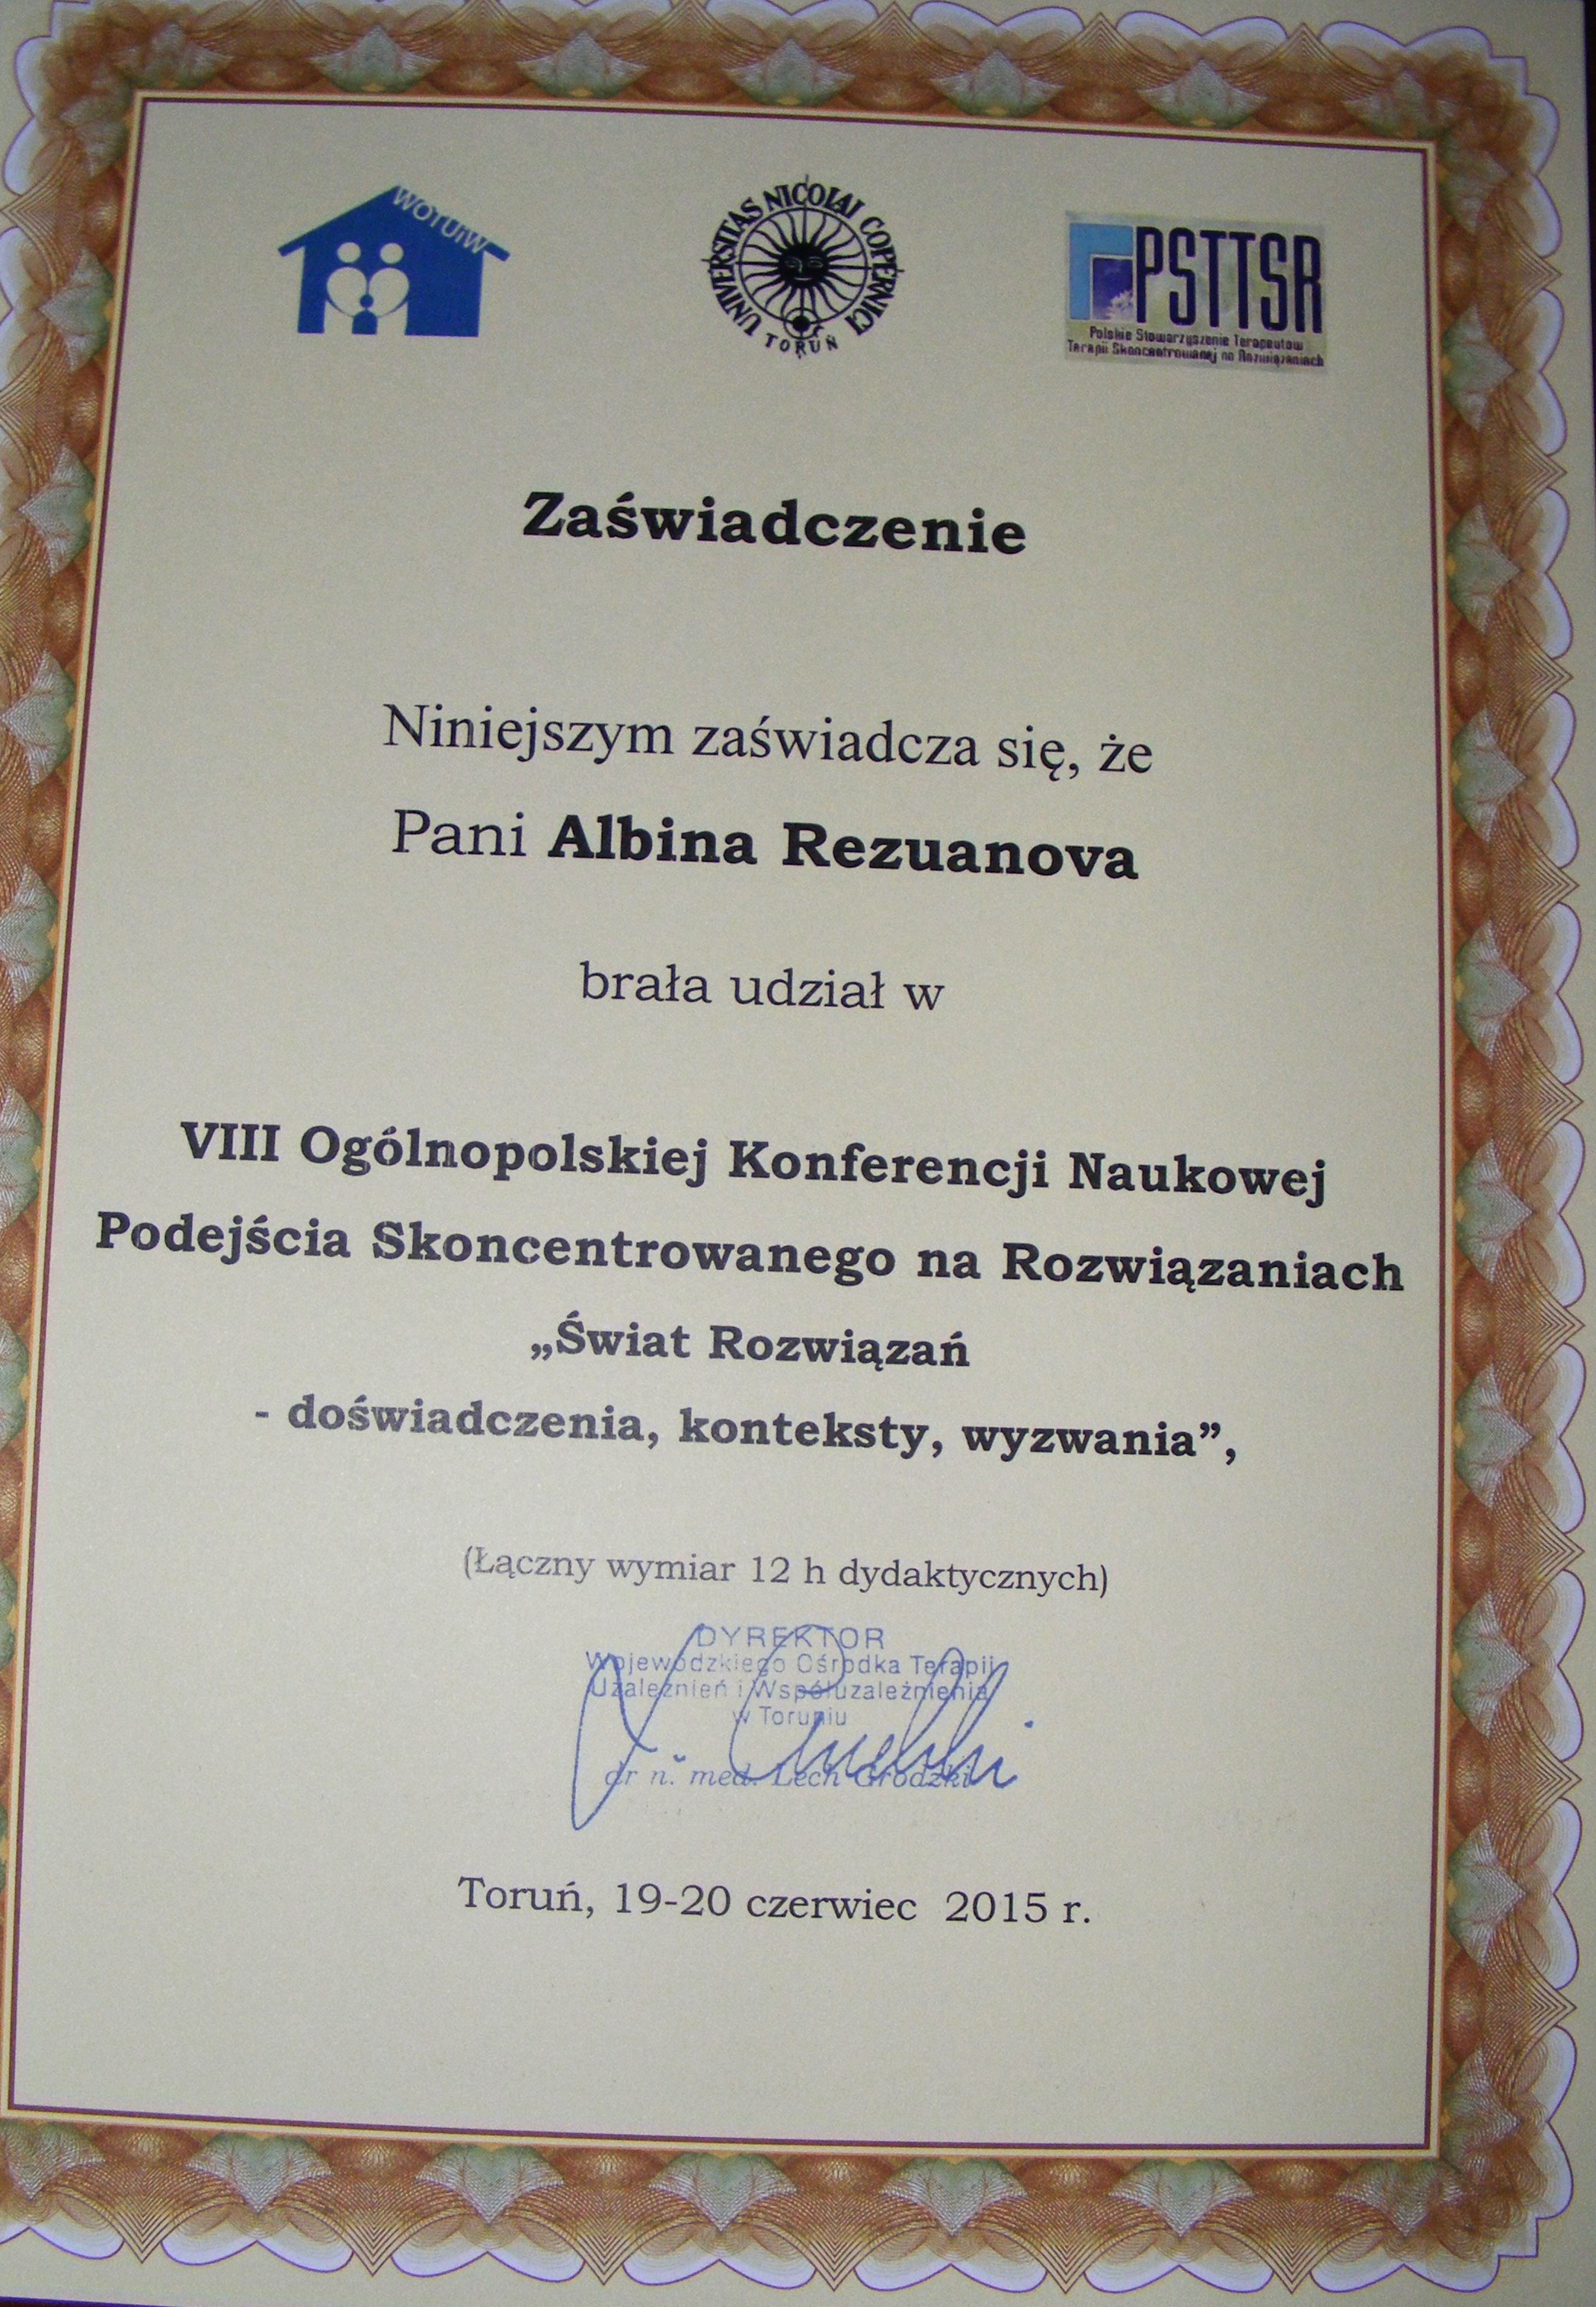 WOTUiW
UNIVERSITAS NICOLAI COPERNICI
TORUŃ
PSTTSR
Polskie Stowarzyszenie Terapeutów
Terapii Skoncentrowanej na Rozwiązaniach
Zaświadczenie
Niniejszym zaświadcza się, że
Pani Albina Rezuanova
brała udział w
VIII Ogólnopolskiej Konferencji Naukowej
Podejścia Skoncentrowanego na Rozwiązaniach
„Świat Rozwiązań
- doświadczenia, konteksty, wyzwania”,
(Łączny wymiar 12 h dydaktycznych)
DYREKTOR
Wojewódzkiego Ośrodka Terapii
Uzależnień i Współuzależnienia
w Toruniu
dr n. med. Lech Grodzki
Toruń, 19-20 czerwiec 2015 r.